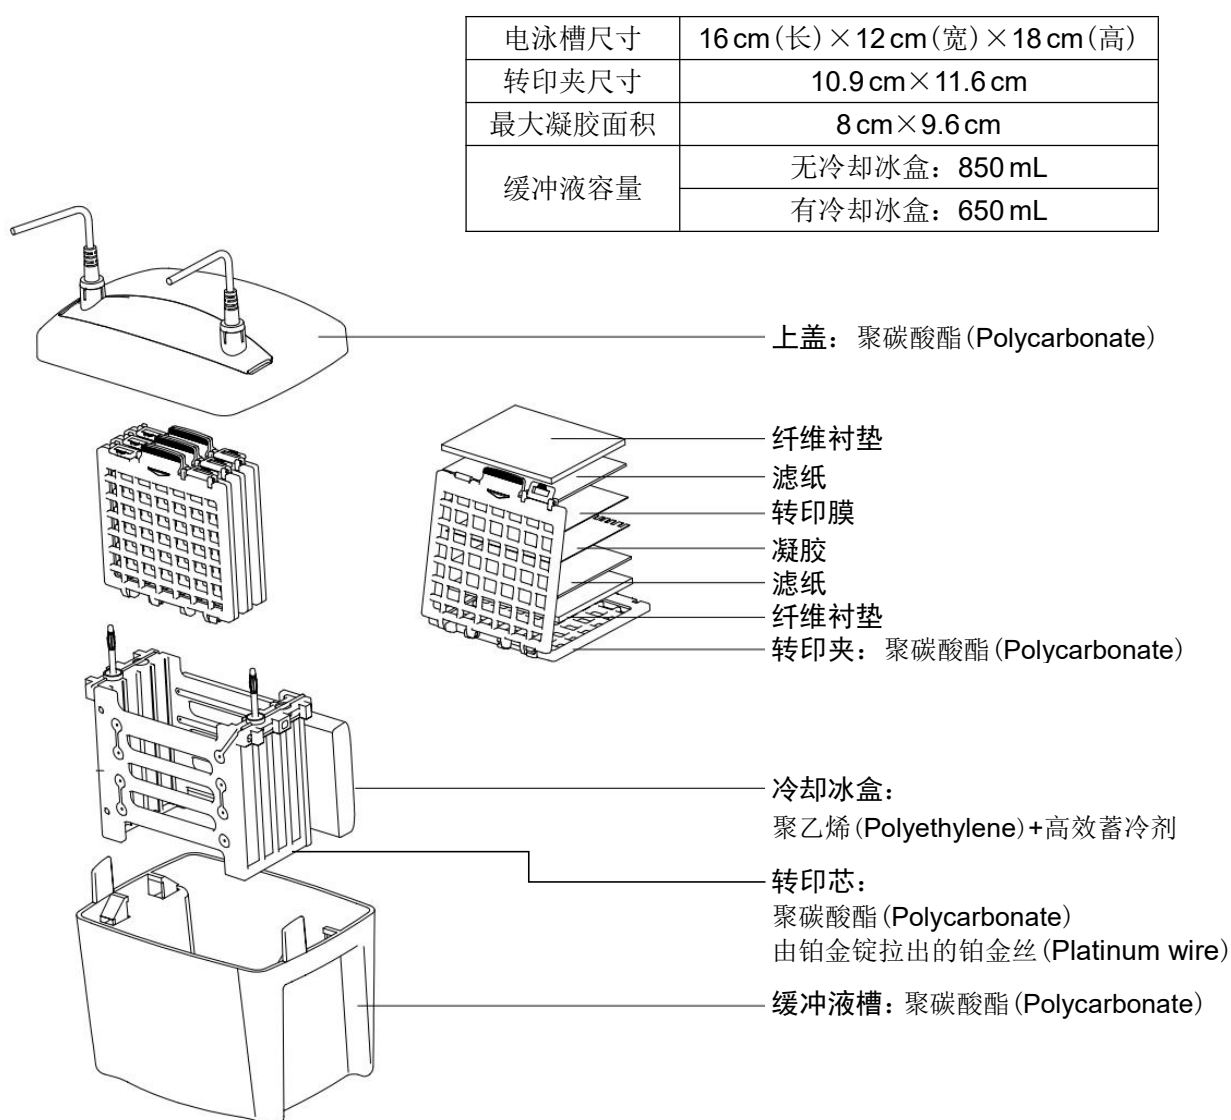 电泳槽尺寸 16 cm(长)×12 cm(宽)×18 cm(高)
转印夹尺寸 10.9 cm×11.6 cm
最大凝胶面积 8 cm×9.6 cm
缓冲液容量 无冷却冰盒：850 mL
有冷却冰盒：650 mL
上盖：聚碳酸酯(Polycarbonate)
纤维衬垫
滤纸
转印膜
凝胶
滤纸
纤维衬垫
转印夹：聚碳酸酯(Polycarbonate)
冷却冰盒：
聚乙烯(Polyethylene)+高效蓄冷剂
转印芯：
聚碳酸酯(Polycarbonate)
由铂金锭拉出的铂金丝(Platinum wire)
缓冲液槽：聚碳酸酯(Polycarbonate)